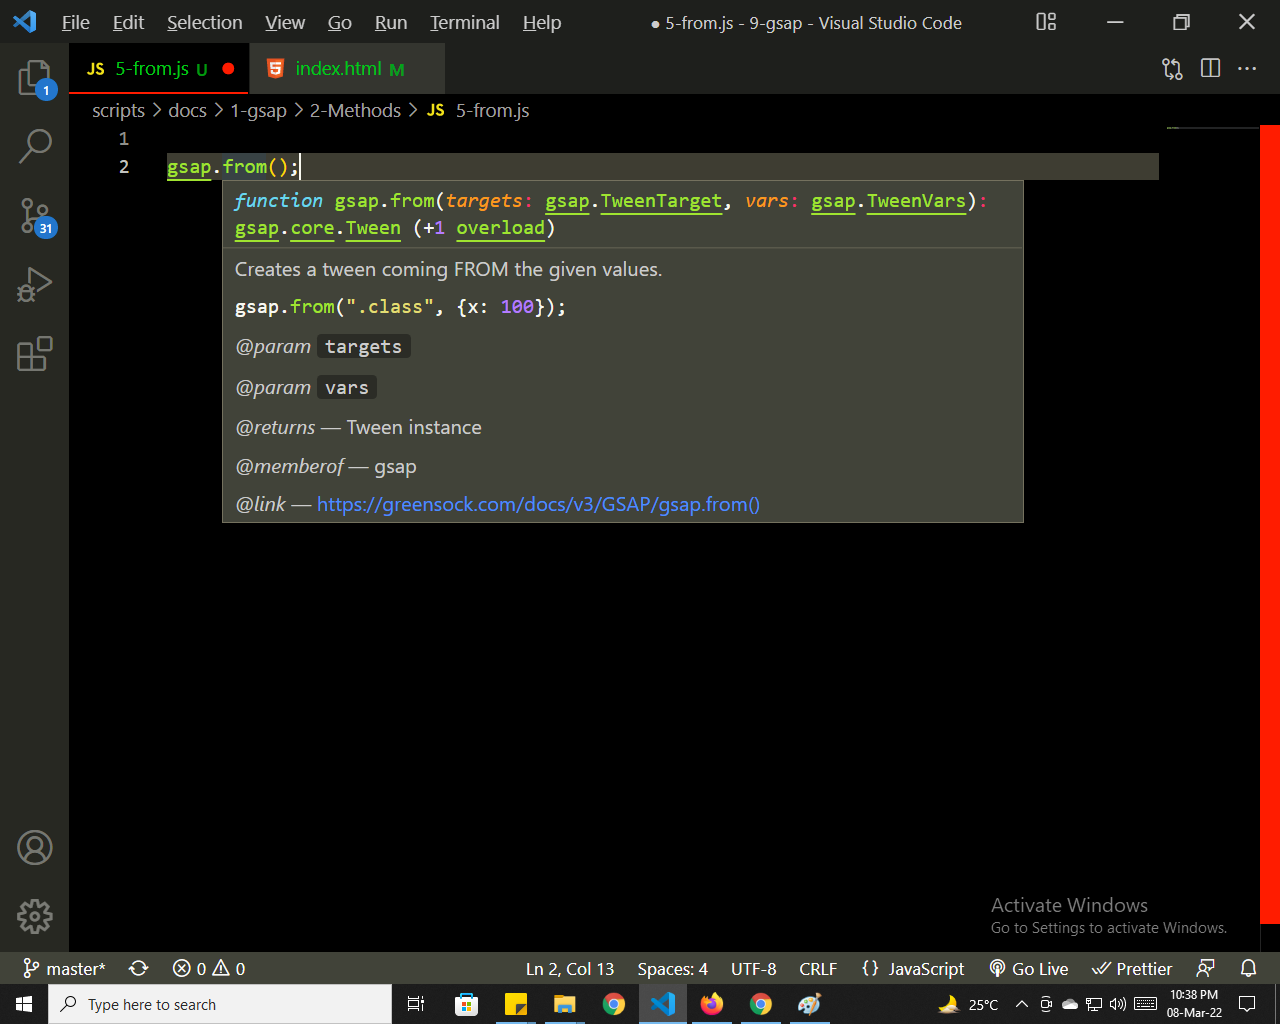 File Edit Selection View Go Run Terminal Help ● 5-from.js - 9-gsap - Visual Studio Code
JS 5-from.js U index.html M
1
scripts > docs > 1-gsap > 2-Methods > JS 5-from.js
1
2 gsap.from();
function gsap.from(targets: gsap.TweenTarget, vars: gsap.TweenVars):
gsap.core.Tween (+1 overload)
31
Creates a tween coming FROM the given values.
gsap.from(".class", {x: 100});
@param targets
@param vars
@returns — Tween instance
@memberof — gsap
@link — https://greensock.com/docs/v3/GSAP/gsap.from()
Activate Windows
Go to Settings to activate Windows.
master* 0 0 Ln 2, Col 13 Spaces: 4 UTF-8 CRLF {} JavaScript Go Live Prettier
Type here to search 25°C 10:38 PM
08-Mar-22